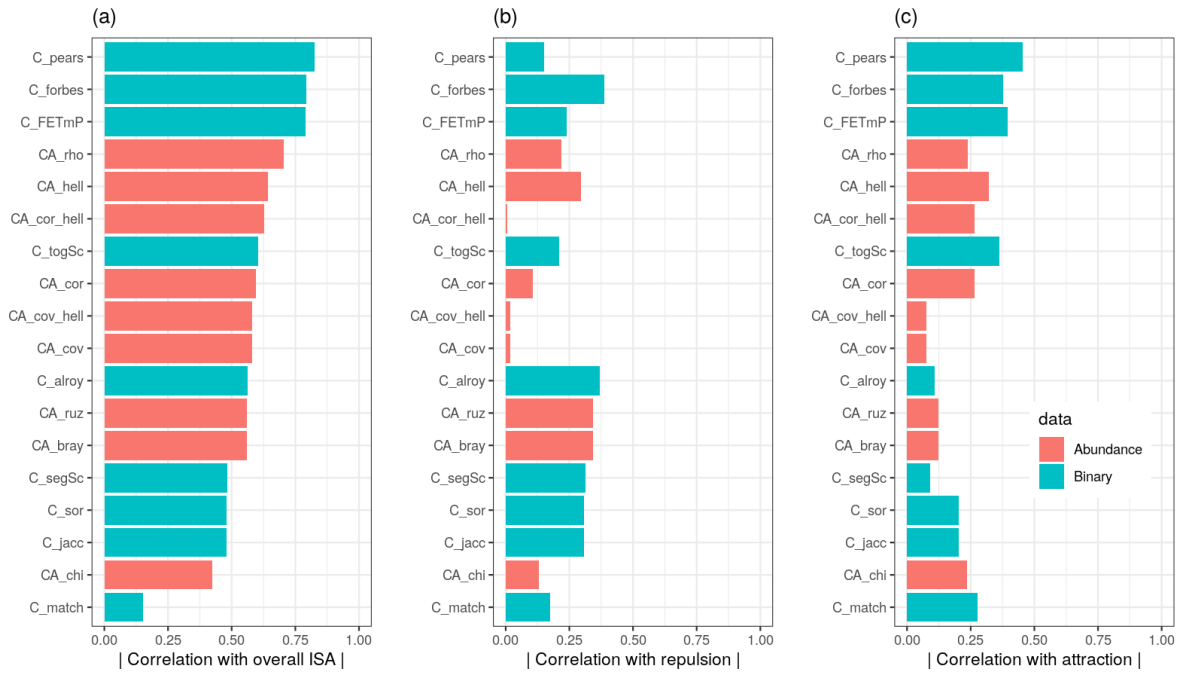 (a)
C_pears
C_forbes
C_FETmP
CA_rho
CA_hell
CA_cor_hell
C_togSc
CA_cor
CA_cov_hell
CA_cov
C_alroy
CA_ruz
CA_bray
C_segSc
C_sor
C_jacc
CA_chi
C_match
0.00 0.25 0.50 0.75 1.00
| Correlation with overall ISA |
(b)
C_pears
C_forbes
C_FETmP
CA_rho
CA_hell
CA_cor_hell
C_togSc
CA_cor
CA_cov_hell
CA_cov
C_alroy
CA_ruz
CA_bray
C_segSc
C_sor
C_jacc
CA_chi
C_match
0.00 0.25 0.50 0.75 1.00
| Correlation with repulsion |
(c)
C_pears
C_forbes
C_FETmP
CA_rho
CA_hell
CA_cor_hell
C_togSc
CA_cor
CA_cov_hell
CA_cov
C_alroy
CA_ruz
CA_bray
C_segSc
C_sor
C_jacc
CA_chi
C_match
0.00 0.25 0.50 0.75 1.00
| Correlation with attraction |
data
Abundance
Binary